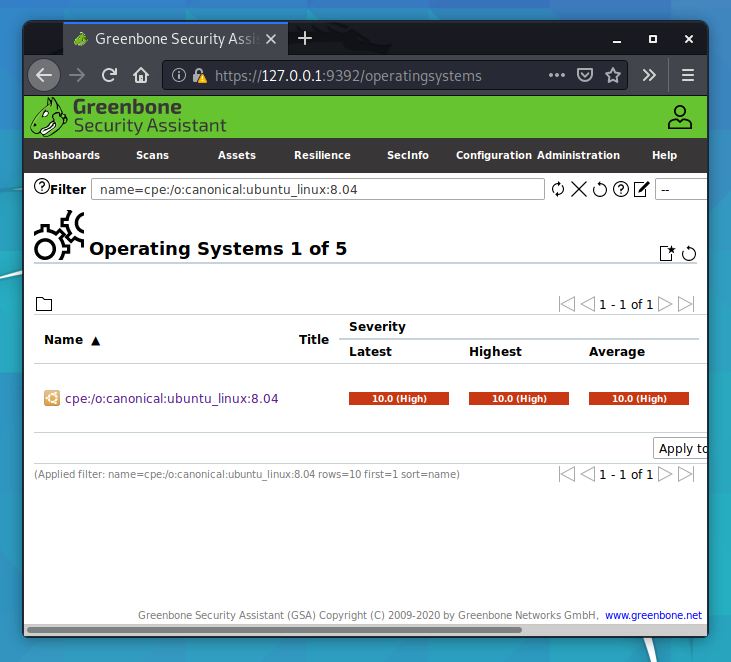 Greenbone Security Assi
https://127.0.0.1:9392/operatingsystems
Greenbone
Security Assistant
Dashboards Scans Assets Resilience SecInfo Configuration Administration Help
Filter name=cpe:/o:canonical:ubuntu_linux:8.04 --
Operating Systems 1 of 5
1 - 1 of 1
Name ▲ Title Severity
Latest Highest Average
cpe:/o:canonical:ubuntu_linux:8.04 10.0 (High) 10.0 (High) 10.0 (High)
Apply to
(Applied filter: name=cpe:/o:canonical:ubuntu_linux:8.04 rows=10 first=1 sort=name) 1 - 1 of 1
Greenbone Security Assistant (GSA) Copyright (C) 2009-2020 by Greenbone Networks GmbH, www.greenbone.net